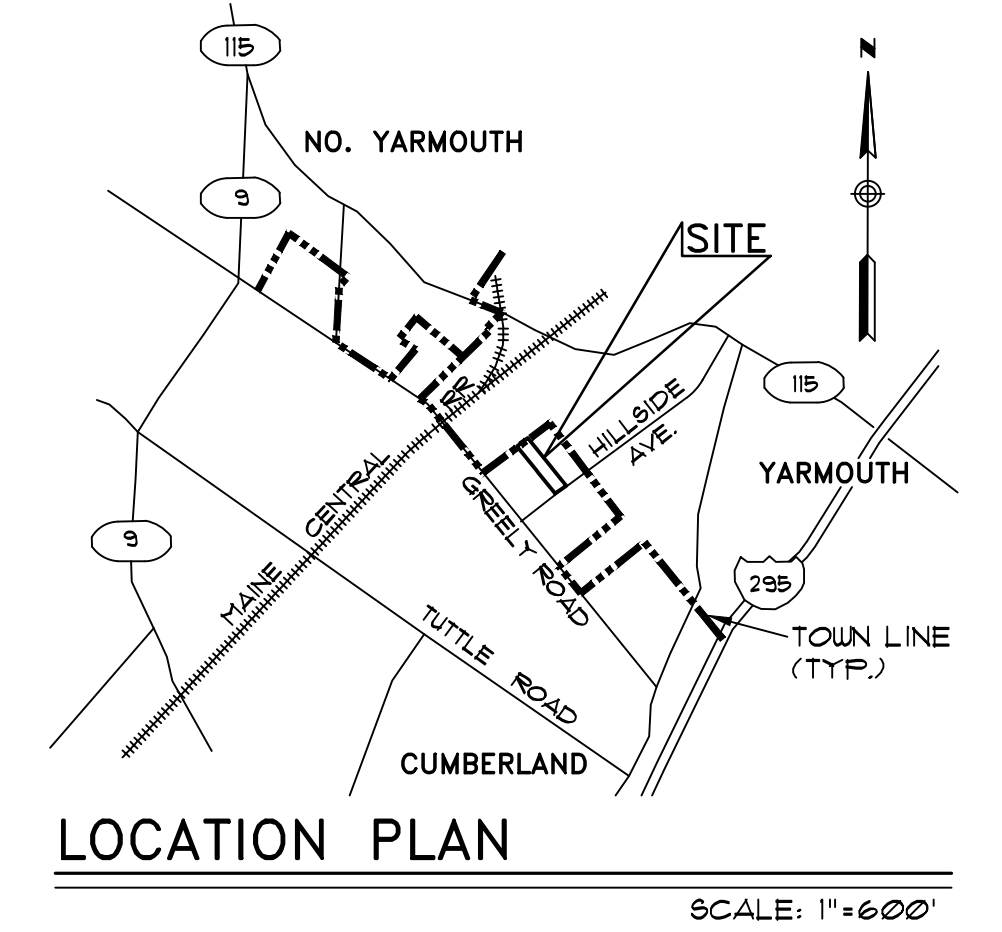 115
N
NO. YARMOUTH
9
SITE
115
RR
HILLSIDE
AVE.
YARMOUTH
MAINE CENTRAL
GREELY ROAD
9
295
TUTTLE ROAD
TOWN LINE
(TYP.)
CUMBERLAND
LOCATION PLAN
SCALE: 1"=600'